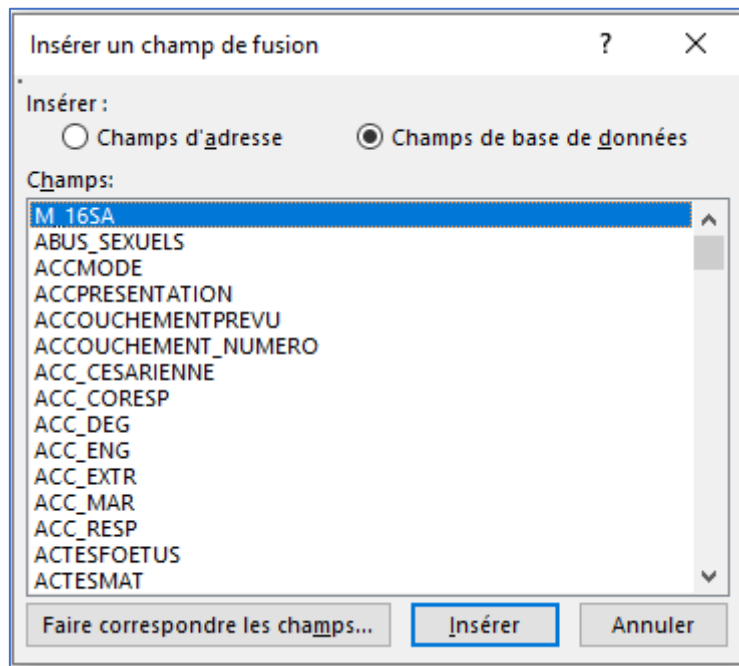 Insérer un champ de fusion ? ✕
Insérer :
Champs d'adresse Champs de base de données
Champs:
M_16SA
ABUS_SEXUELS
ACCMODE
ACCPRESENTATION
ACCOUCHEMENTPREVU
ACCOUCHEMENT_NUMERO
ACC_CESARIENNE
ACC_CORESP
ACC_DEG
ACC_ENG
ACC_EXTR
ACC_MAR
ACC_RESP
ACTESFOETUS
ACTESMAT
Faire correspondre les champs... Insérer Annuler